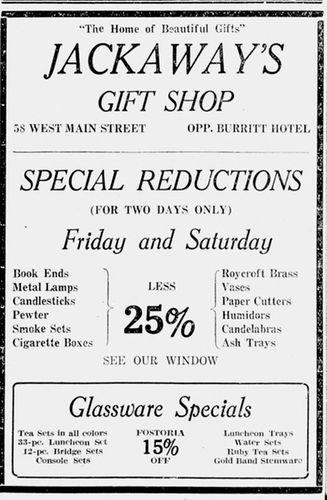 "The Home of Beautiful Gifts"
JACKAWAY'S
GIFT SHOP
58 WEST MAIN STREET OPP. BURRITT HOTEL
SPECIAL REDUCTIONS
(FOR TWO DAYS ONLY)
Friday and Saturday
Book Ends
Metal Lamps
Candlesticks
Pewter
Smoke Sets
Cigarette Boxes
LESS
25%
Roycroft Brass
Vases
Paper Cutters
Humidors
Candelabras
Ash Trays
SEE OUR WINDOW
Glassware Specials
Tea Sets in all colors
33-pc. Luncheon Set
12-pc. Bridge Sets
Console Sets
FOSTORIA
15%
OFF
Luncheon Trays
Water Sets
Ruby Tea Sets
Gold Band Stemware